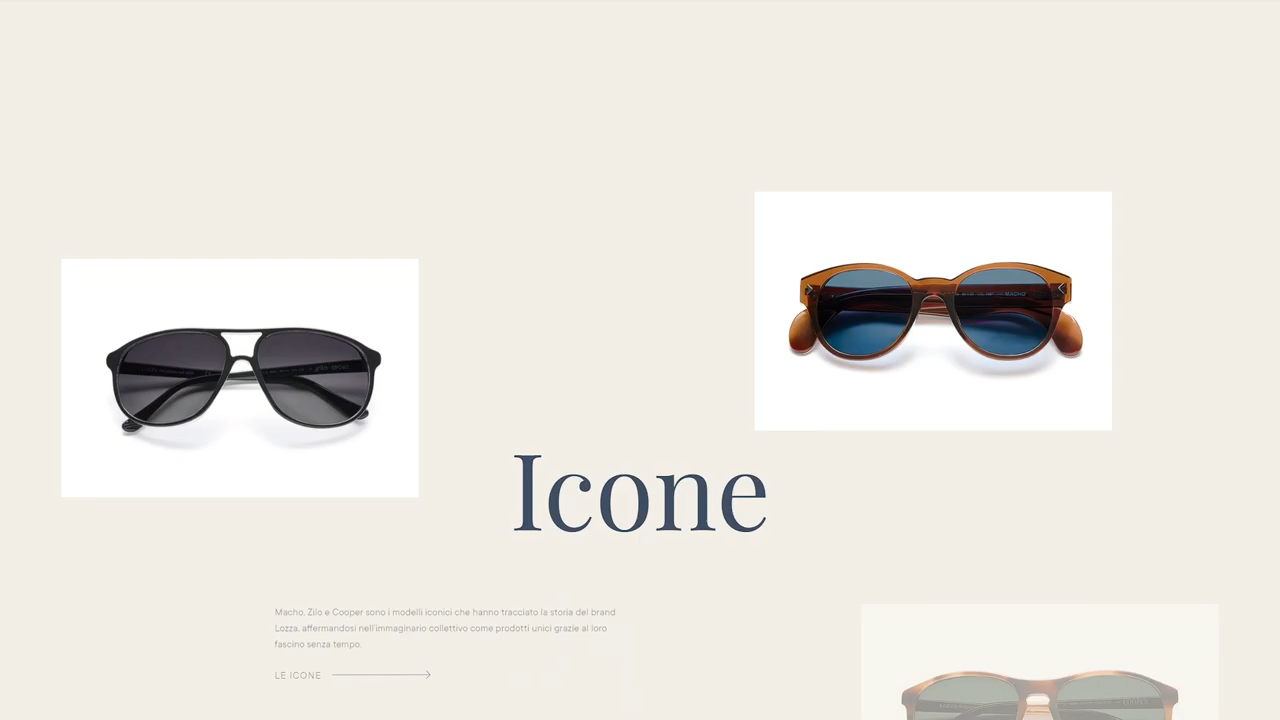 MACHO
Icone
Macho, Zilo e Cooper sono i modelli iconici che hanno tracciato la storia del brand
Lozza, affermandosi nell'immaginario collettivo come prodotti unici grazie al loro
fascino senza tempo.
LE ICONE